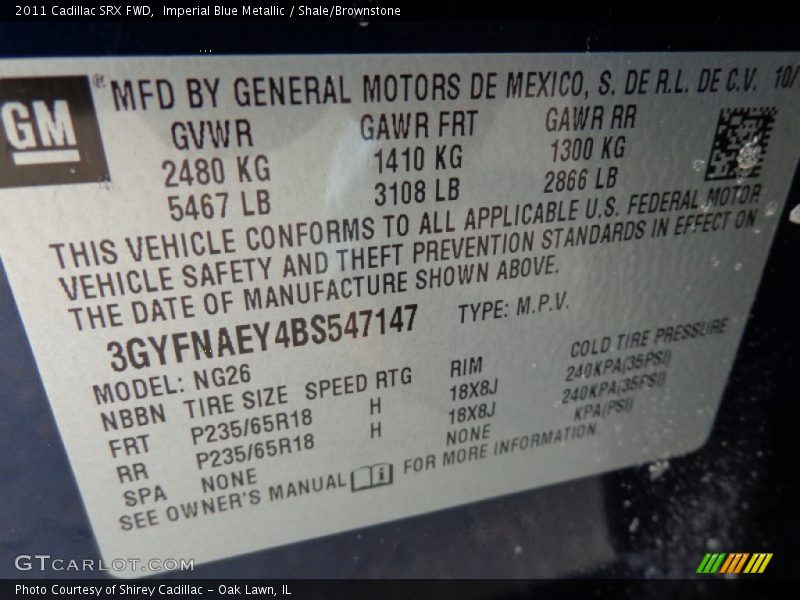 2011 Cadillac SRX FWD,  Imperial Blue Metallic / Shale/Brownstone
GM
® MFD BY GENERAL MOTORS DE MEXICO, S. DE R.L. DE C.V. 10/
GVWR GAWR FRT GAWR RR
2480 KG 1410 KG 1300 KG
5467 LB 3108 LB 2866 LB
THIS VEHICLE CONFORMS TO ALL APPLICABLE U.S. FEDERAL MOTOR
VEHICLE SAFETY AND THEFT PREVENTION STANDARDS IN EFFECT ON
THE DATE OF MANUFACTURE SHOWN ABOVE.
3GYFNAEY4BS547147 TYPE: M.P.V.
MODEL: NG26
NBBN TIRE SIZE SPEED RTG RIM COLD TIRE PRESSURE
FRT P235/65R18 H 18X8J 240KPA(35PSI)
RR P235/65R18 H 18X8J 240KPA(35PSI)
SPA NONE NONE KPA(PSI)
SEE OWNER'S MANUAL FOR MORE INFORMATION.
GTCARLOT.COM
Photo Courtesy of Shirey Cadillac - Oak Lawn, IL